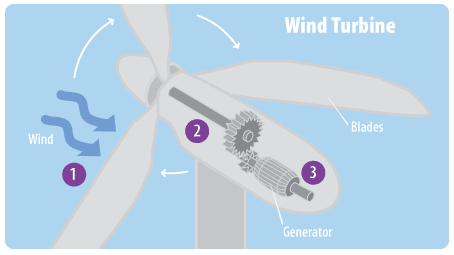 Wind Turbine
Blades
Wind
1
2
3
Generator